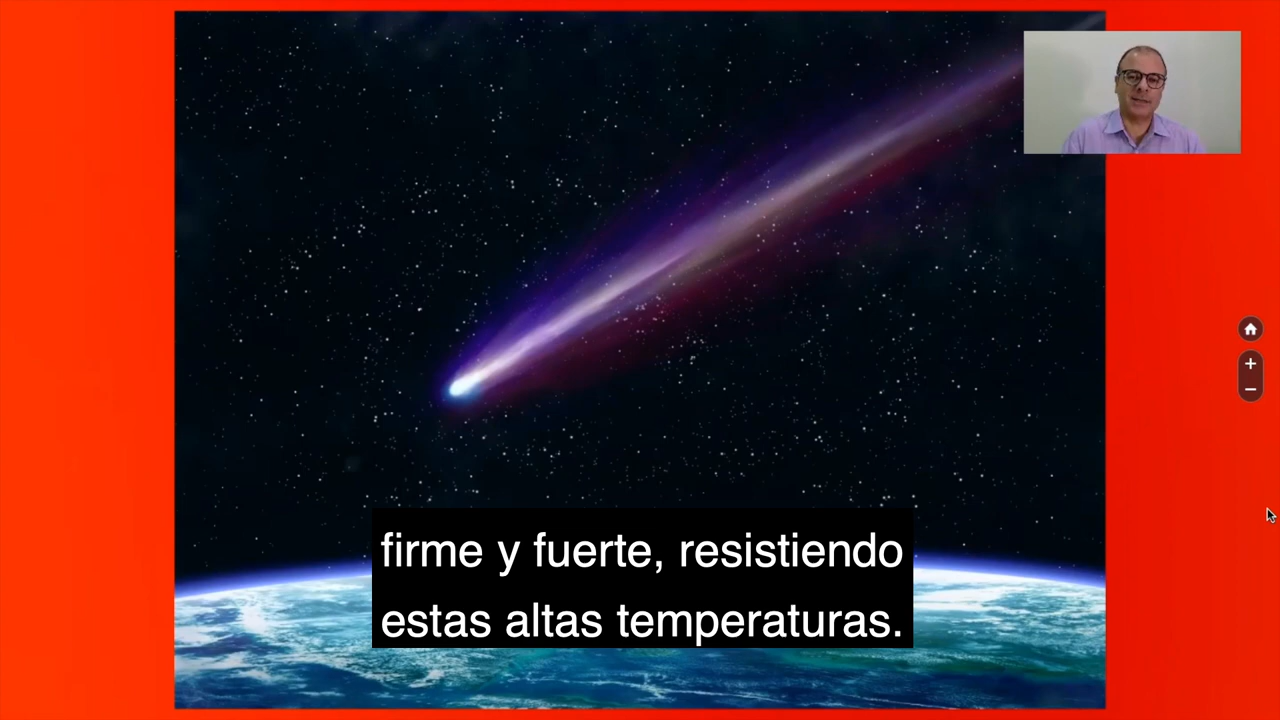 firme y fuerte, resistiendo
estas altas temperaturas.